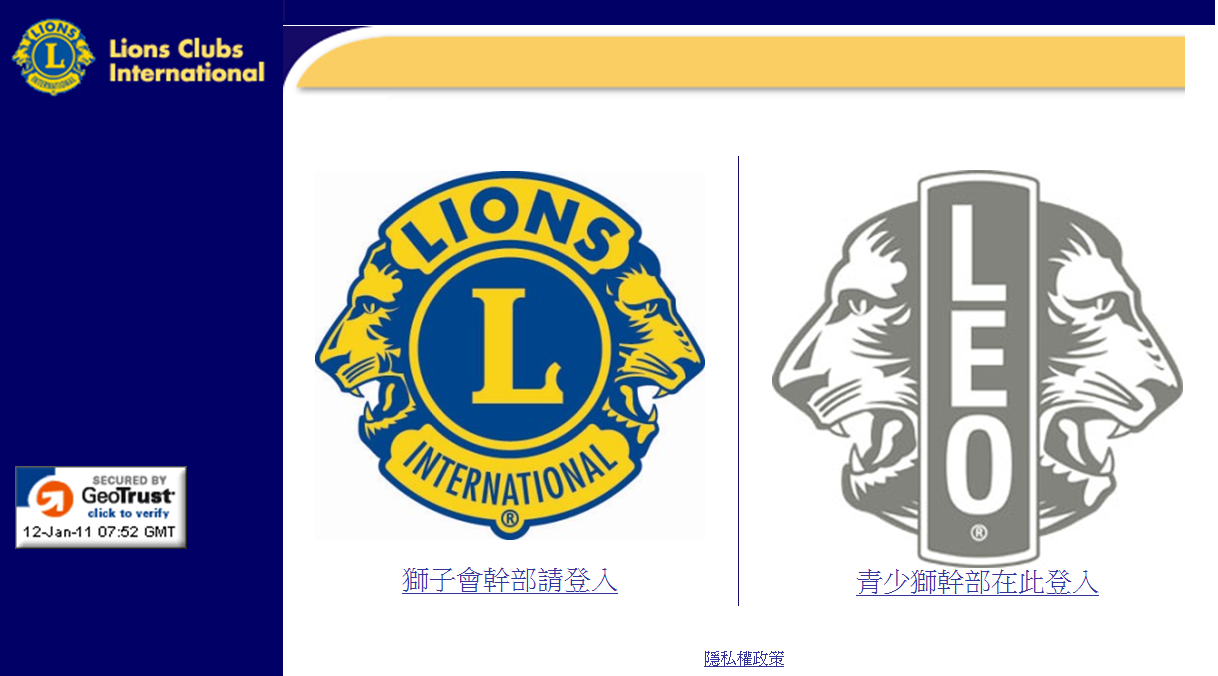 Lions Clubs
International
LIONS
L
INTERNATIONAL
®
獅子會幹部請登入
LEO
®
青少獅幹部在此登入
SECURED BY
GeoTrust
click to verify
12-Jan-11 07:52 GMT
隱私權政策